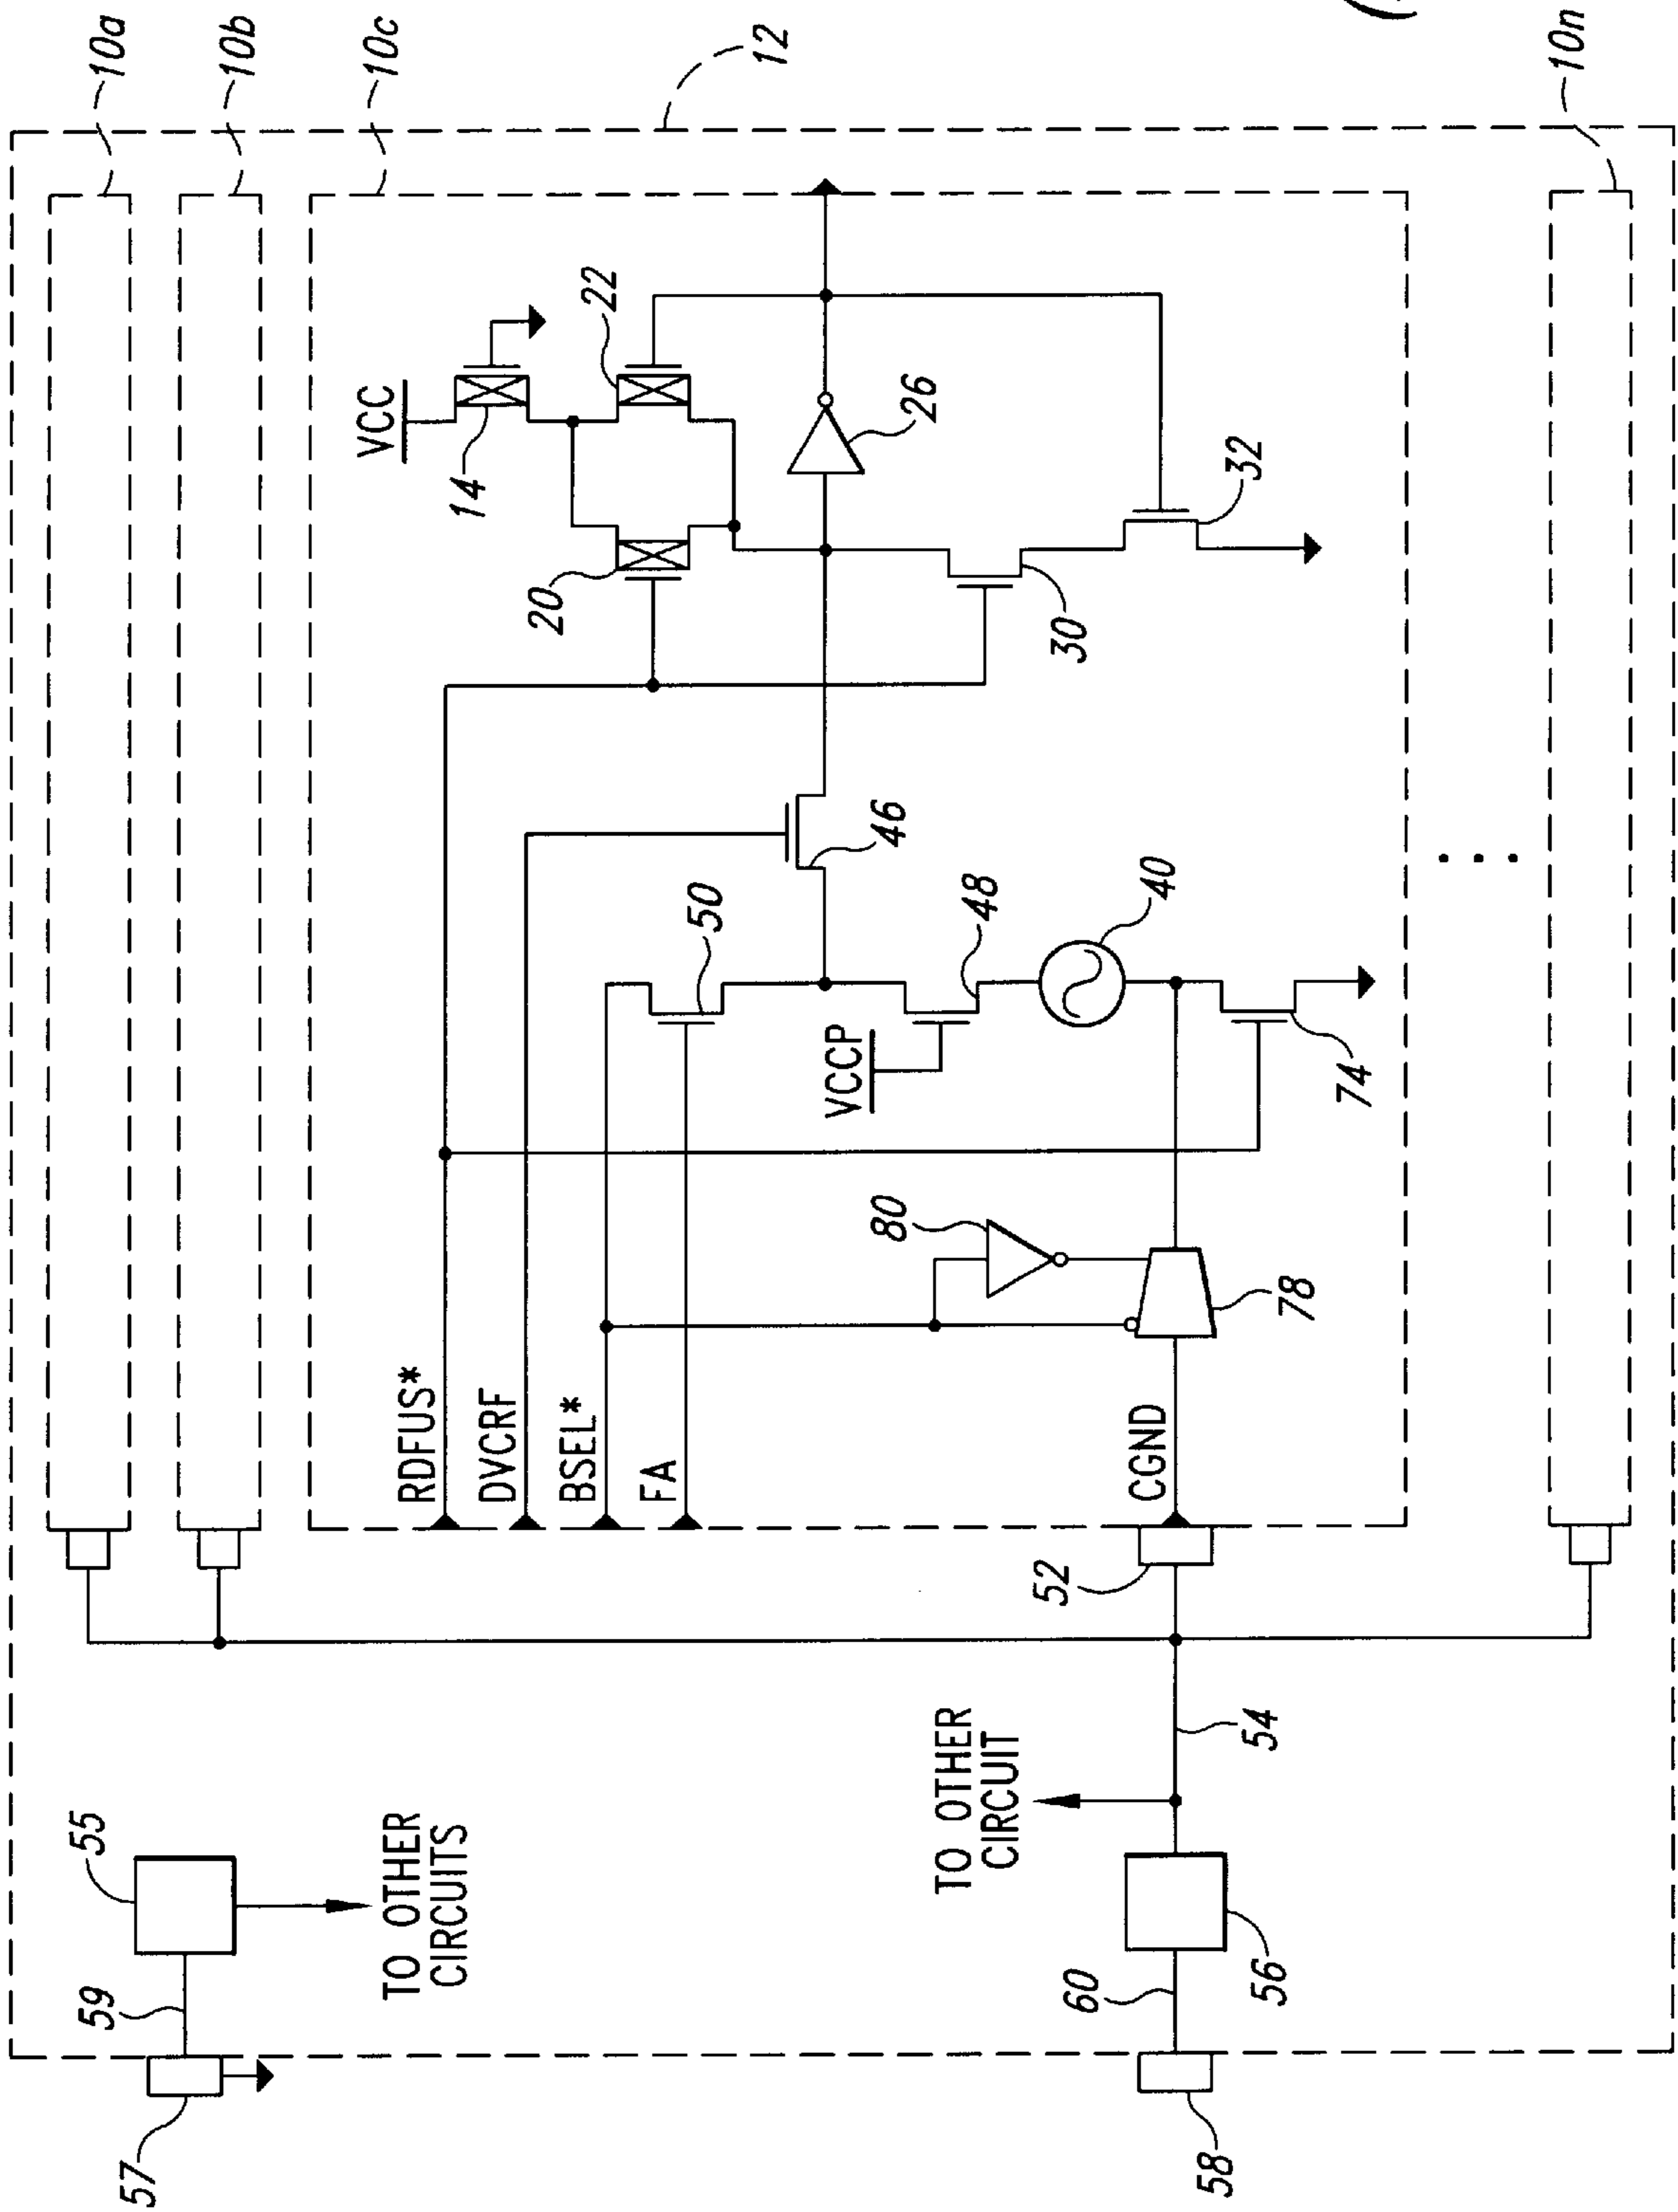 10a
10b
10c
12
10n
VCC
14
22
20
26
30
32
46
50
48
40
VCCP
74
80
78
RDFUS*
DVCRF
BSEL*
FA
CGND
52
54
TO OTHER
CIRCUIT
55
TO OTHER
CIRCUITS
56
59
60
57
58